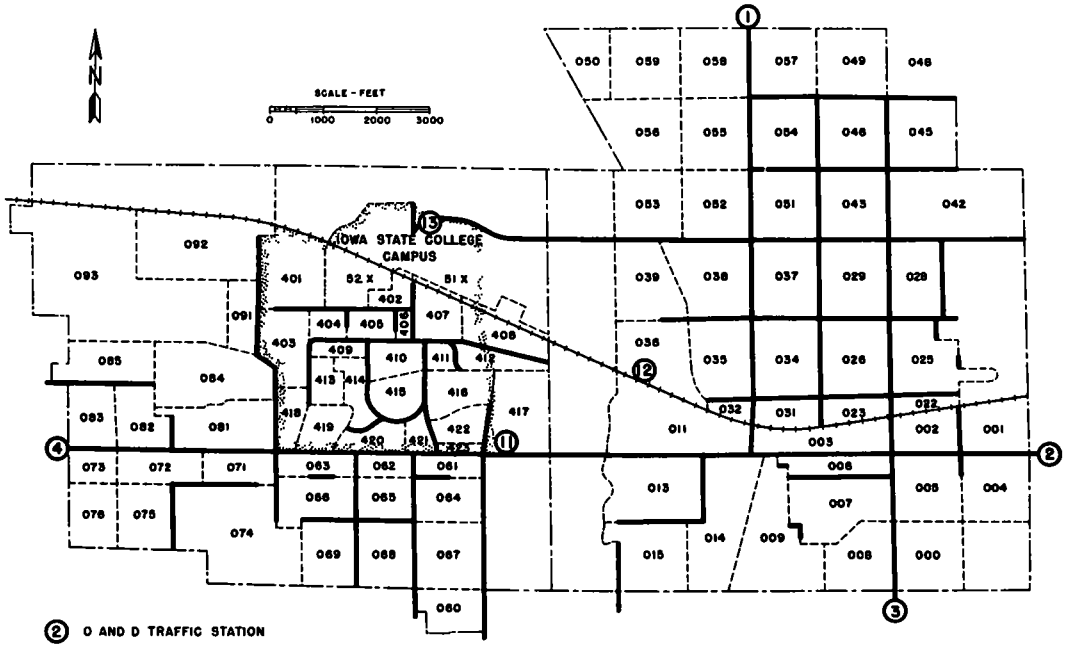 1
050 059 058 057 049 048
N
SCALE - FEET
0 1000 2000 3000
056 055 054 046 045
053 052 051 043 042
13
IOWA STATE COLLEGE
CAMPUS
092
093 401 52 X 51 X 039 038 037 029 028
402
091 404 405 406 407 408
403 036
409 410 411 412 035 034 026 025
085 084 413 414 12
415 416
083 082 081 418 419 417 032 031 023 022
420 421 422 011 002 001
423 11 003
4 2
073 072 071 063 062 061 006
066 065 064 013 007 005 004
076 075 074
069 068 067 015 014 009 008 000
060 3
2 O AND D TRAFFIC STATION